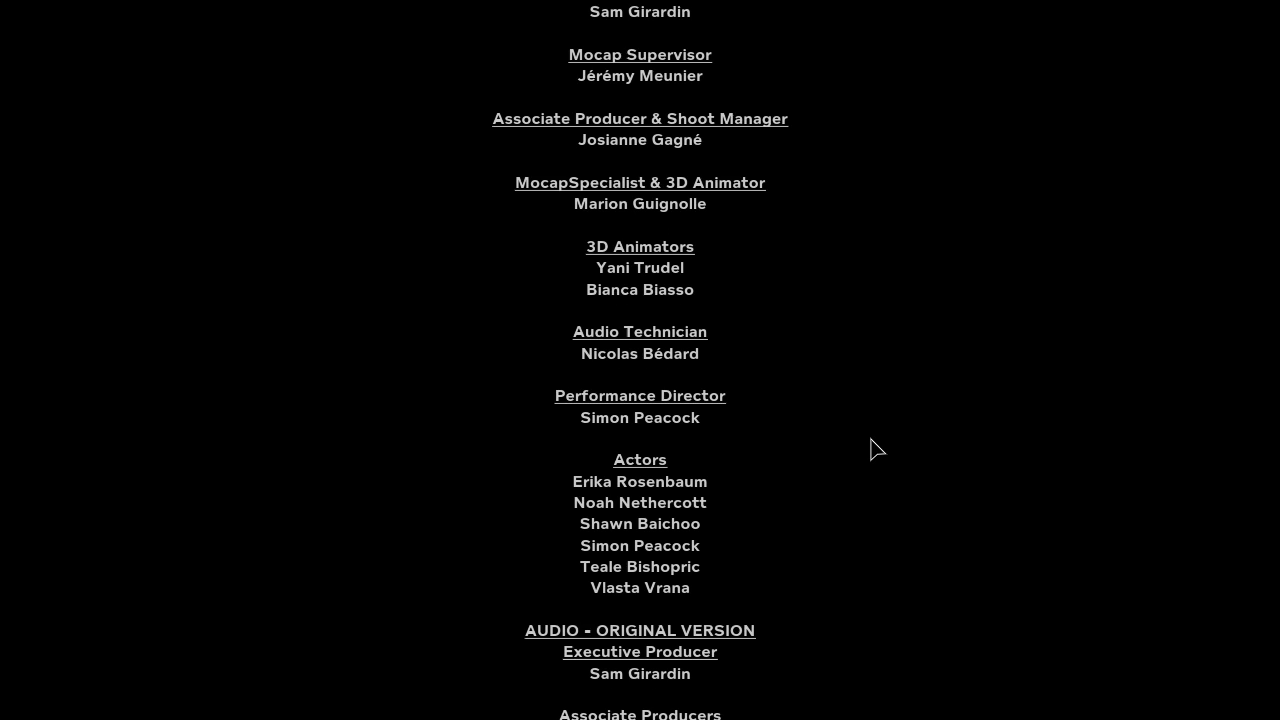 Sam Girardin
Mocap Supervisor
Jérémy Meunier
Associate Producer & Shoot Manager
Josianne Gagné
MocapSpecialist & 3D Animator
Marion Guignolle
3D Animators
Yani Trudel
Bianca Biasso
Audio Technician
Nicolas Bédard
Performance Director
Simon Peacock
Actors
Erika Rosenbaum
Noah Nethercott
Shawn Baichoo
Simon Peacock
Teale Bishopric
Vlasta Vrana
AUDIO - ORIGINAL VERSION
Executive Producer
Sam Girardin
Associate Producers